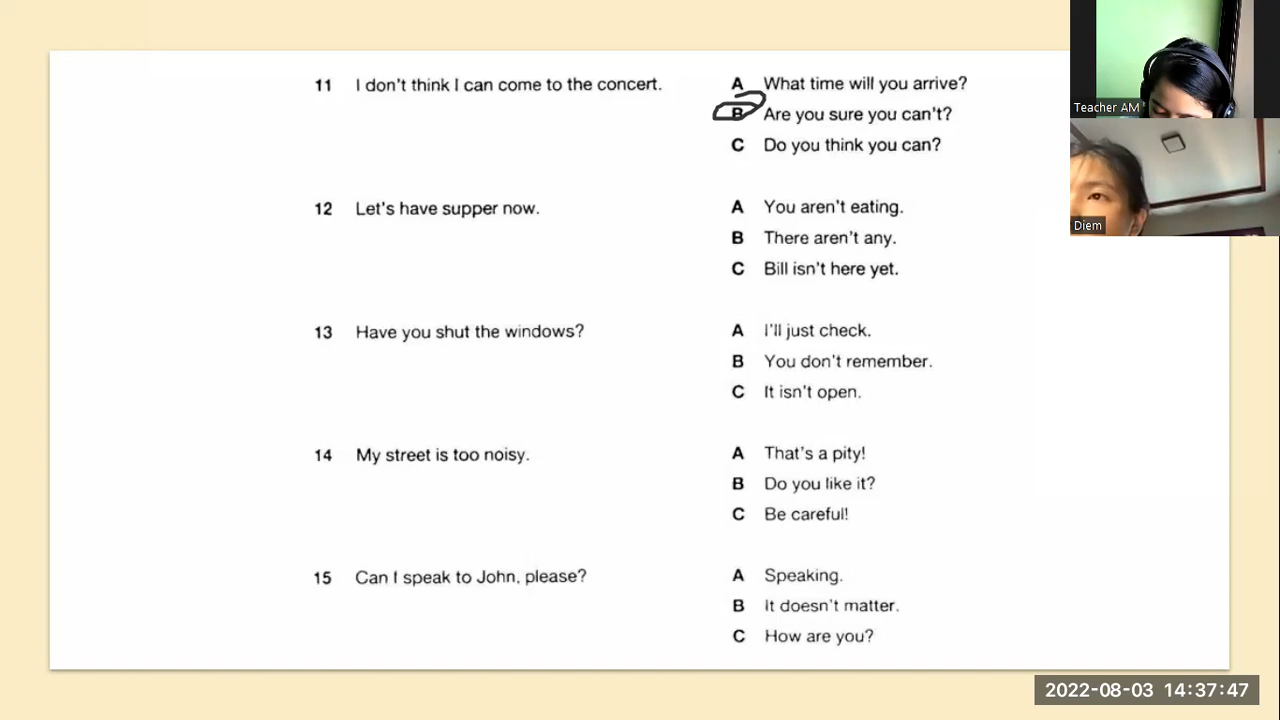 11 I don't think I can come to the concert.
A What time will you arrive?
B Are you sure you can't?
C Do you think you can?
12 Let's have supper now.
A You aren't eating.
B There aren't any.
C Bill isn't here yet.
13 Have you shut the windows?
A I'll just check.
B You don't remember.
C It isn't open.
14 My street is too noisy.
A That's a pity!
B Do you like it?
C Be careful!
15 Can I speak to John, please?
A Speaking.
B It doesn't matter.
C How are you?
Teacher AM
Diem
2022-08-03 14:37:47